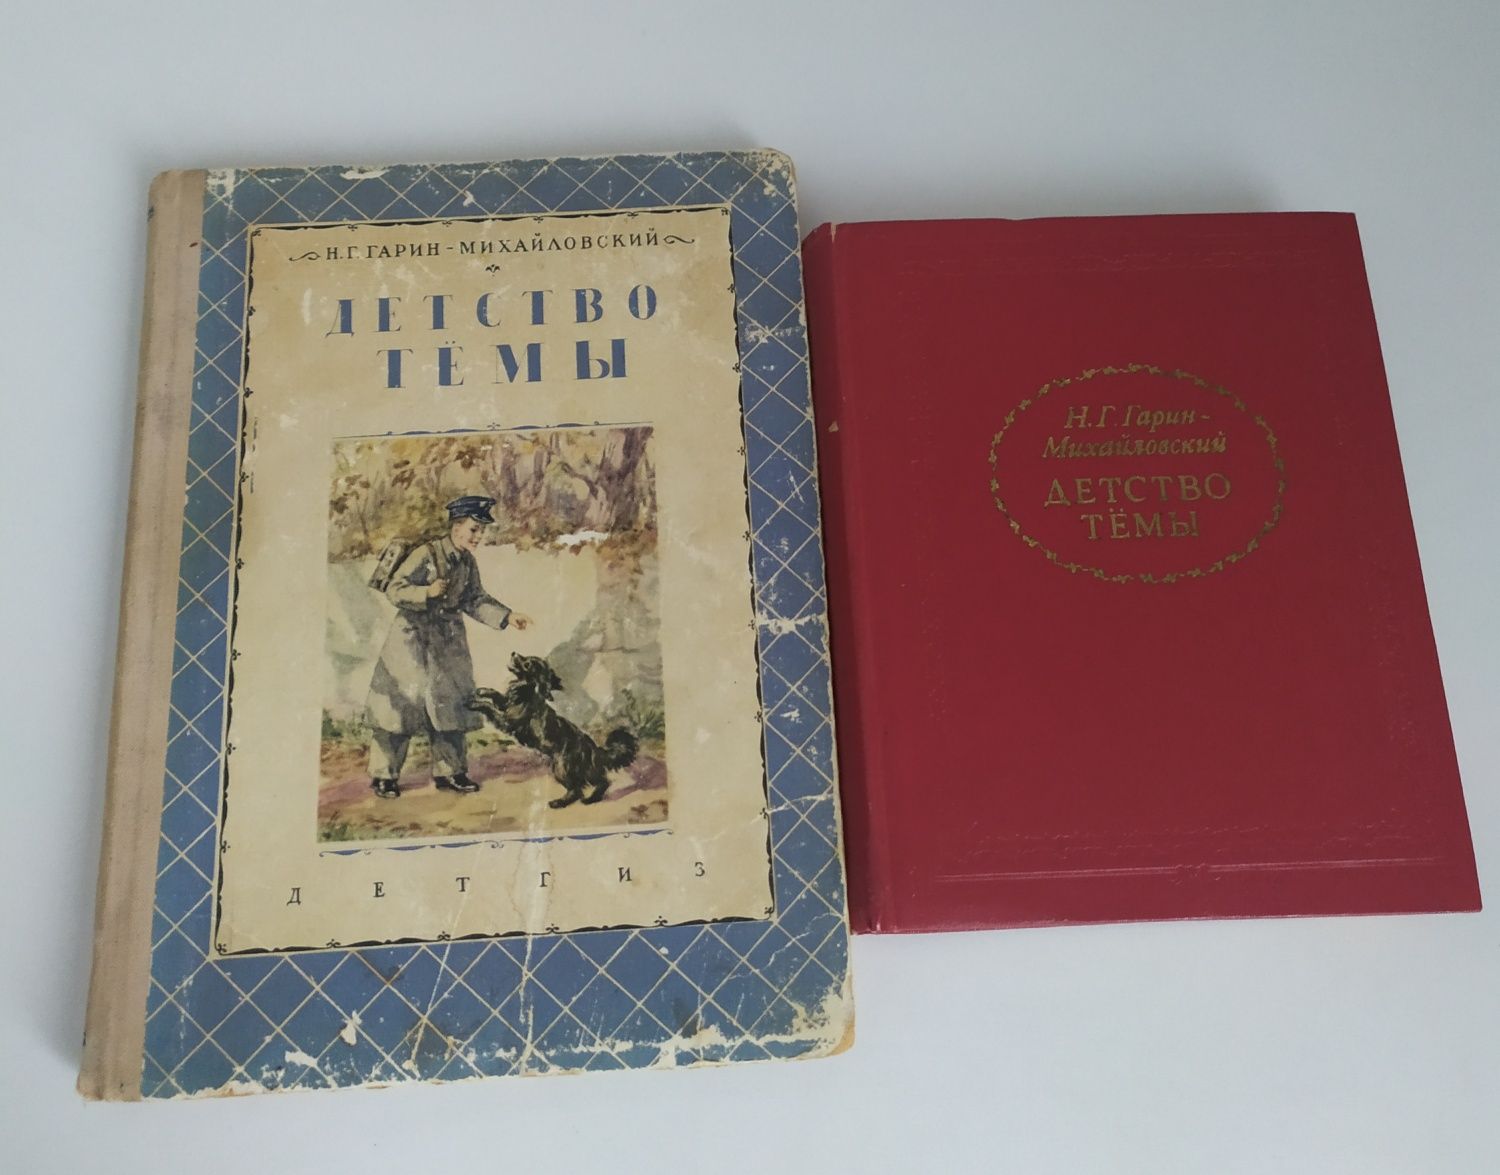 Н. Г. ГАРИН - МИХАЙЛОВСКИЙ
ДЕТСТВО
ТЁМЫ
ДЕТГИЗ
Н. Г. Гарин-
Михайловский
ДЕТСТВО
ТЁМЫ